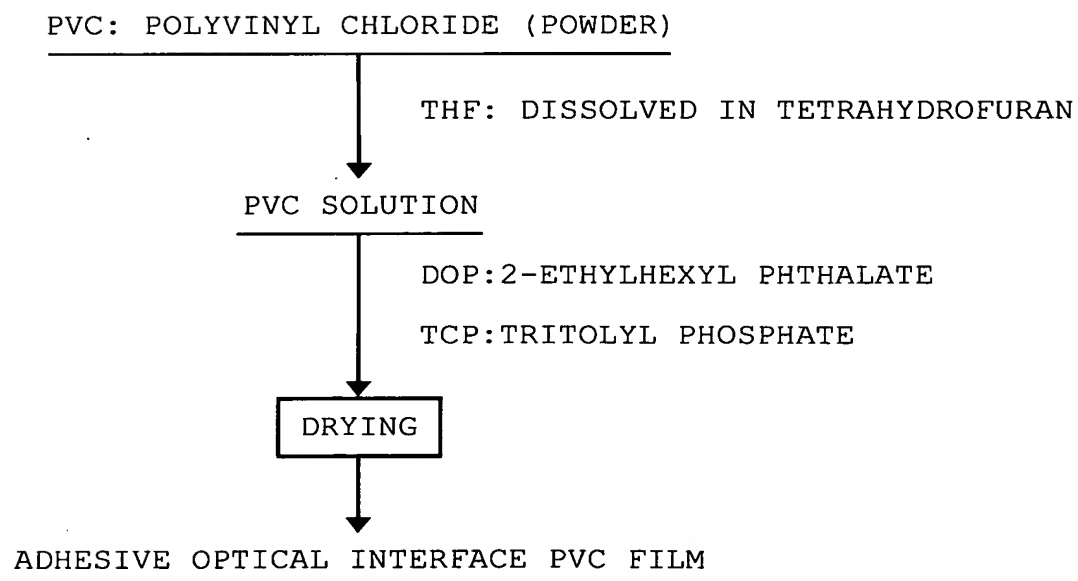 PVC: POLYVINYL CHLORIDE (POWDER)
THF: DISSOLVED IN TETRAHYDROFURAN
PVC SOLUTION
DOP:2-ETHYLHEXYL PHTHALATE
TCP:TRITOLYL PHOSPHATE
DRYING
ADHESIVE OPTICAL INTERFACE PVC FILM